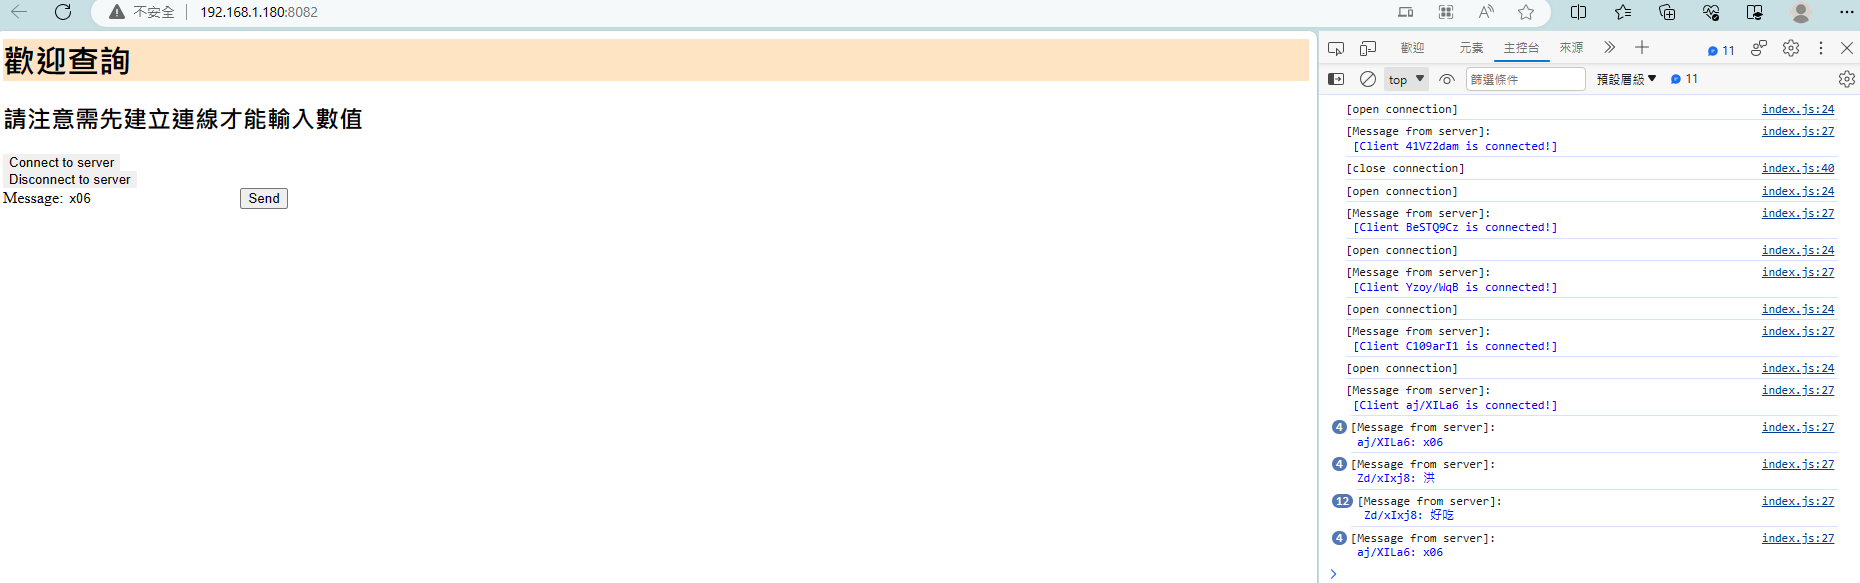 不安全 192.168.1.180:8082
歡迎查詢
請注意需先建立連線才能輸入數值
Connect to server
Disconnect to server
Message: x06 Send
歡迎 元素 主控台 來源 11
top 篩選條件 預設層級 11
[open connection] index.js:24
[Message from server]: index.js:27
[Client 41VZ2dam is connected!]
[close connection] index.js:40
[open connection] index.js:24
[Message from server]: index.js:27
[Client BeSTQ9Cz is connected!]
[open connection] index.js:24
[Message from server]: index.js:27
[Client Yzoy/WqB is connected!]
[open connection] index.js:24
[Message from server]: index.js:27
[Client C109arI1 is connected!]
[open connection] index.js:24
[Message from server]: index.js:27
[Client aj/XILa6 is connected!]
4 [Message from server]: index.js:27
aj/XILa6: x06
4 [Message from server]: index.js:27
Zd/xIxj8: 洪
12 [Message from server]: index.js:27
Zd/xIxj8: 好吃
4 [Message from server]: index.js:27
aj/XILa6: x06